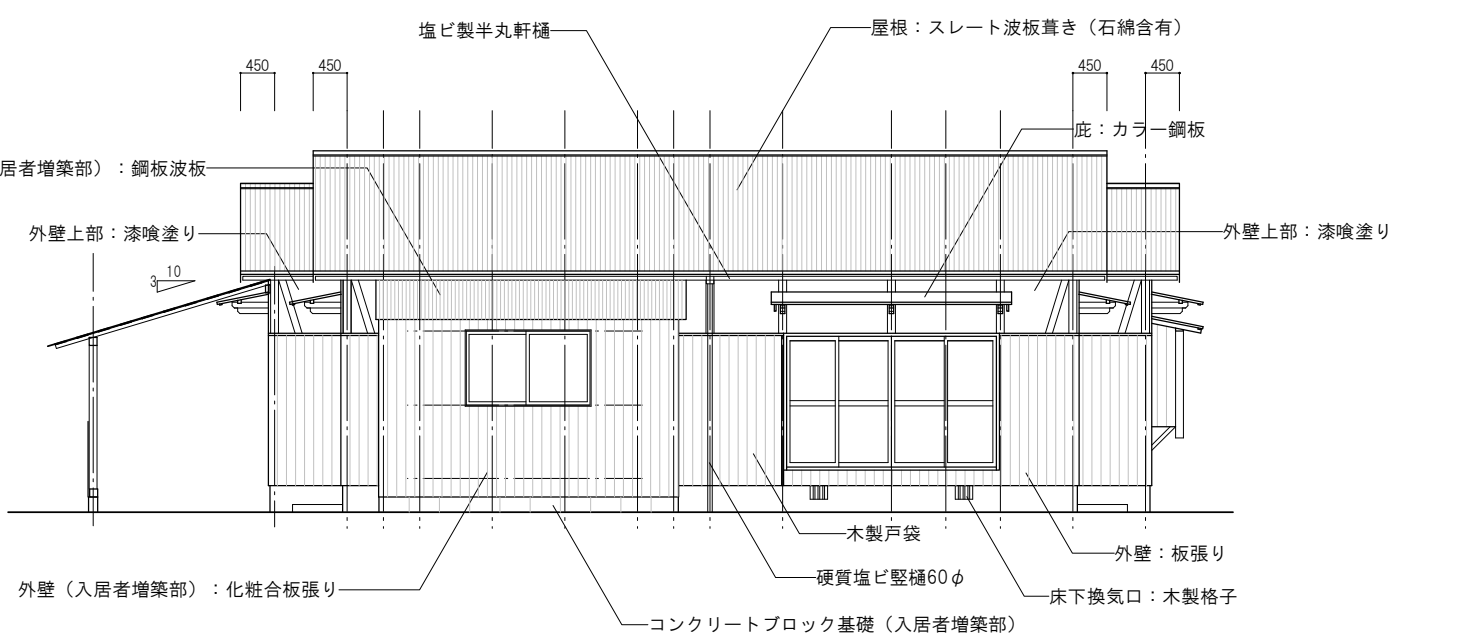 塩ビ製半丸軒樋
屋根：スレート波板葺き（石綿含有）
450
450
450
450
庇：カラー鋼板
居者増築部）：鋼板波板
外壁上部：漆喰塗り
外壁上部：漆喰塗り
10
3
木製戸袋
外壁：板張り
硬質塩ビ竪樋60φ
外壁（入居者増築部）：化粧合板張り
床下換気口：木製格子
コンクリートブロック基礎（入居者増築部）